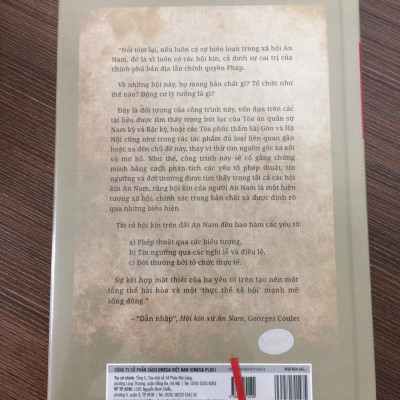 “Nói tóm lại, nếu luôn có sự biến loạn trong xã hội An
Nam, đó là vì luôn có các hội kín, cả dưới sự cai trị của
chính phủ bản địa lẫn chính quyền Pháp.
Về những hội này, họ mang bản chất gì? Tổ chức như
thế nào? Động cơ lý tưởng là gì?
Đây là đối tượng của công trình này, vốn dựa trên các
tài liệu được tìm thấy trong bút lục của Tòa án quân sự
Nam kỳ và Bắc kỳ, hoặc các Tòa phúc thẩm Sài Gòn và Hà
Nội cũng như trong các tác phẩm đủ loại liên quan
gần hoặc xa đến chủ đề này, thay vì thử tìm nguồn gốc xa xôi
và mơ hồ. Như thế, công trình này sẽ cố gắng chứng
minh bằng cách phân tích các yếu tố phép thuật, tín
ngưỡng và đời thường được tìm thấy trong tất cả các hội kín
An Nam, rằng hội kín của người An Nam là một hiện
tượng xã hội, chính xác trong bản chất và được định rõ
qua những biểu hiện.
Tất cả hội kín trên đất An Nam đều bao hàm các yếu tố:
a) Phép thuật qua các biểu tượng,
b) Tín ngưỡng qua các nghi lễ và điều lệ,
c) Đời thường bởi tổ chức thực tế.
Sự kết hợp mật thiết của ba yếu tố trên tạo nên một
tổng thể hài hòa và một 'thực thể xã hội' mạnh mẽ
sống động.”
– “Dẫn nhập”, Hội kín xứ An Nam, Georges Coulet
CÔNG TY CỔ PHẦN SÁCH OMEGA VIỆT NAM (OMEGA PLUS)